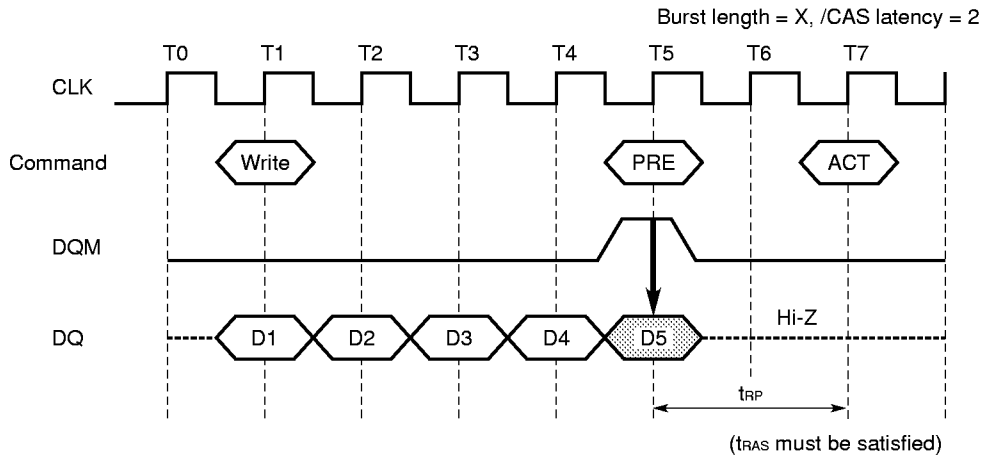 Burst length = X, /CAS latency = 2
T0 T1 T2 T3 T4 T5 T6 T7
CLK
Command Write PRE ACT
DQM
DQ D1 D2 D3 D4 D5 Hi-Z
tRP
(tRAS must be satisfied)